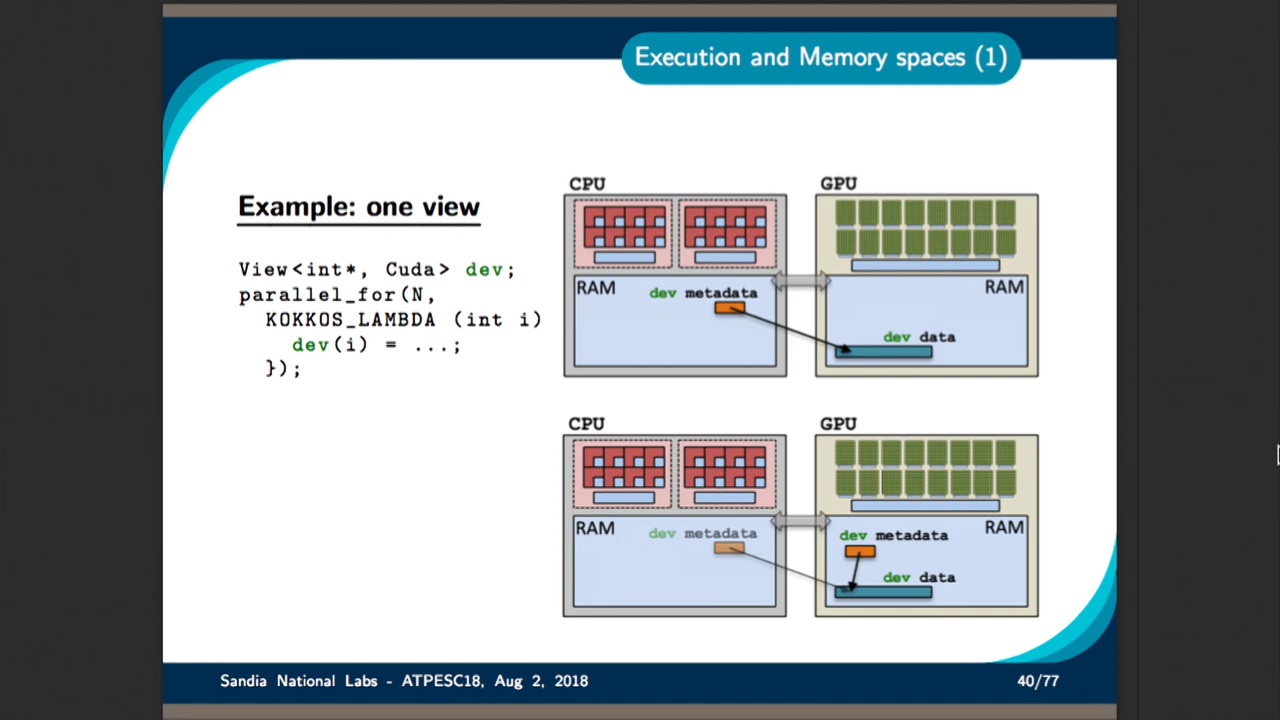 Execution and Memory spaces (1)
Example: one view
View<int*, Cuda> dev;
parallel_for(N,
KOKKOS_LAMBDA (int i)
dev(i) = ...;
});
CPU
GPU
RAM
dev metadata
RAM
dev data
CPU
GPU
RAM
dev metadata
RAM
dev metadata
dev data
Sandia National Labs - ATPESC18, Aug 2, 2018
40/77